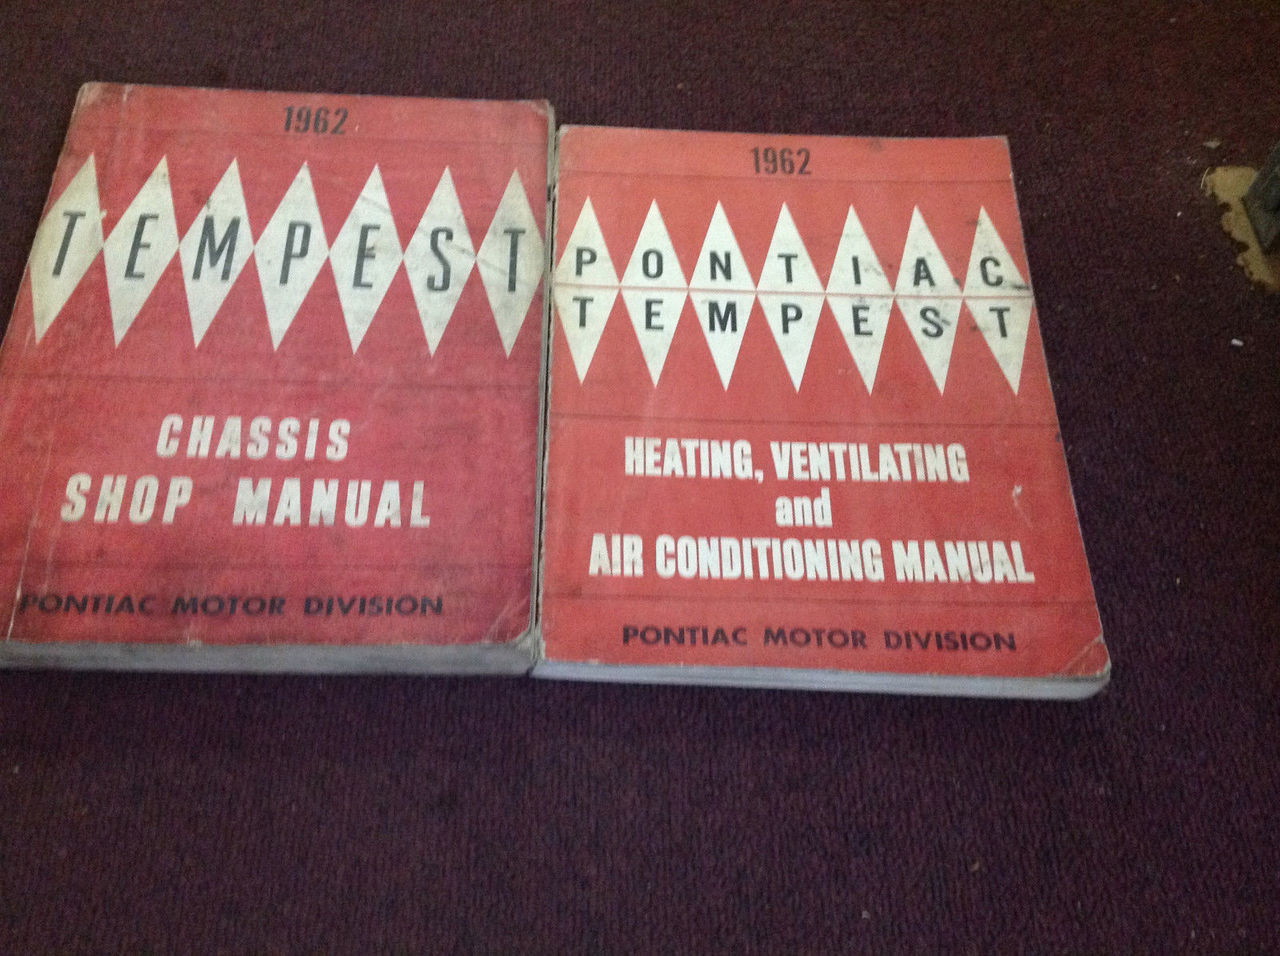 1962
TEMPEST
CHASSIS
SHOP MANUAL
PONTIAC MOTOR DIVISION
1962
PONTIAC
TEMPEST
HEATING, VENTILATING
and
AIR CONDITIONING MANUAL
PONTIAC MOTOR DIVISION